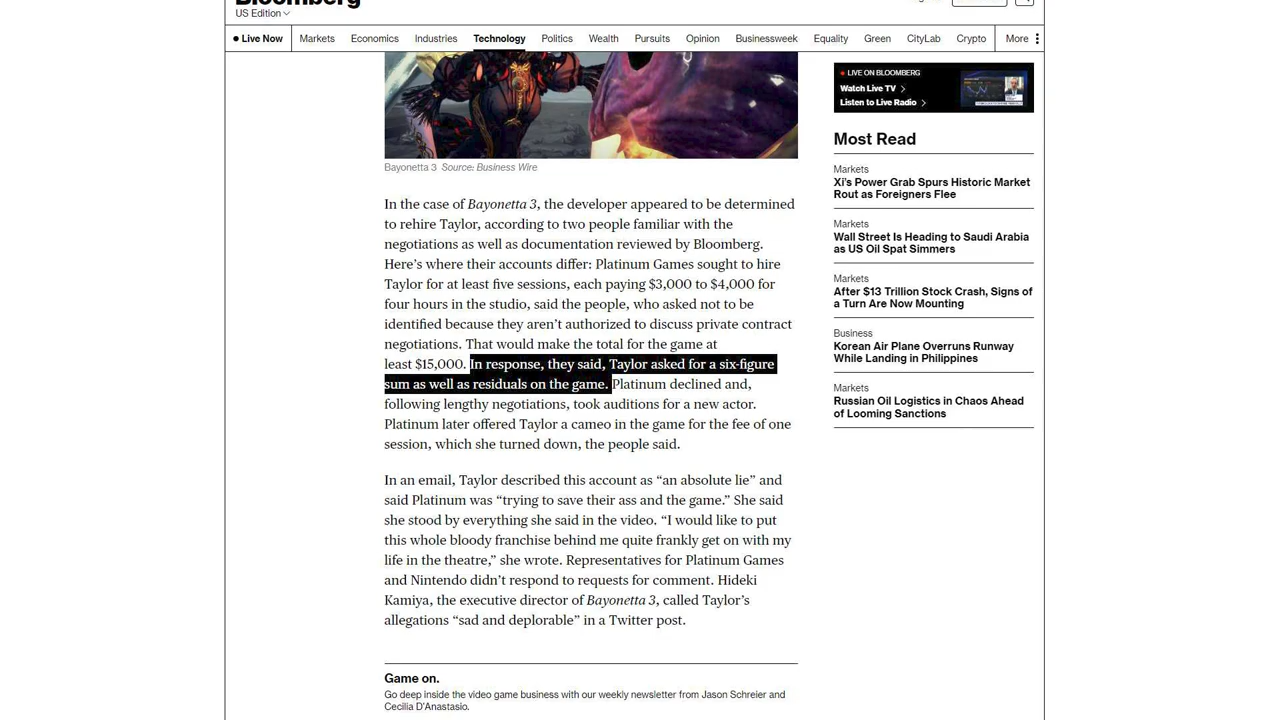 Bloomberg
US Edition
Live Now
Markets
Economics
Industries
Technology
Politics
Wealth
Pursuits
Opinion
Businessweek
Equality
Green
CityLab
Crypto
More
Bayonetta 3 Source: Business Wire
In the case of Bayonetta 3, the developer appeared to be determined
to rehire Taylor, according to two people familiar with the
negotiations as well as documentation reviewed by Bloomberg.
Here’s where their accounts differ: Platinum Games sought to hire
Taylor for at least five sessions, each paying $3,000 to $4,000 for
four hours in the studio, said the people, who asked not to be
identified because they aren’t authorized to discuss private contract
negotiations. That would make the total for the game at
least $15,000. In response, they said, Taylor asked for a six-figure
sum as well as residuals on the game. Platinum declined and,
following lengthy negotiations, took auditions for a new actor.
Platinum later offered Taylor a cameo in the game for the fee of one
session, which she turned down, the people said.
In an email, Taylor described this account as “an absolute lie” and
said Platinum was “trying to save their ass and the game.” She said
she stood by everything she said in the video. “I would like to put
this whole bloody franchise behind me quite frankly get on with my
life in the theatre,” she wrote. Representatives for Platinum Games
and Nintendo didn’t respond to requests for comment. Hideki
Kamiya, the executive director of Bayonetta 3, called Taylor’s
allegations “sad and deplorable” in a Twitter post.
Game on.
Go deep inside the video game business with our weekly newsletter from Jason Schreier and
Cecilia D'Anastasio.
LIVE ON BLOOMBERG
Watch Live TV
Listen to Live Radio
Most Read
Markets
Xi’s Power Grab Spurs Historic Market
Rout as Foreigners Flee
Markets
Wall Street Is Heading to Saudi Arabia
as US Oil Spat Simmers
Markets
After $13 Trillion Stock Crash, Signs of
a Turn Are Now Mounting
Business
Korean Air Plane Overruns Runway
While Landing in Philippines
Markets
Russian Oil Logistics in Chaos Ahead
of Looming Sanctions